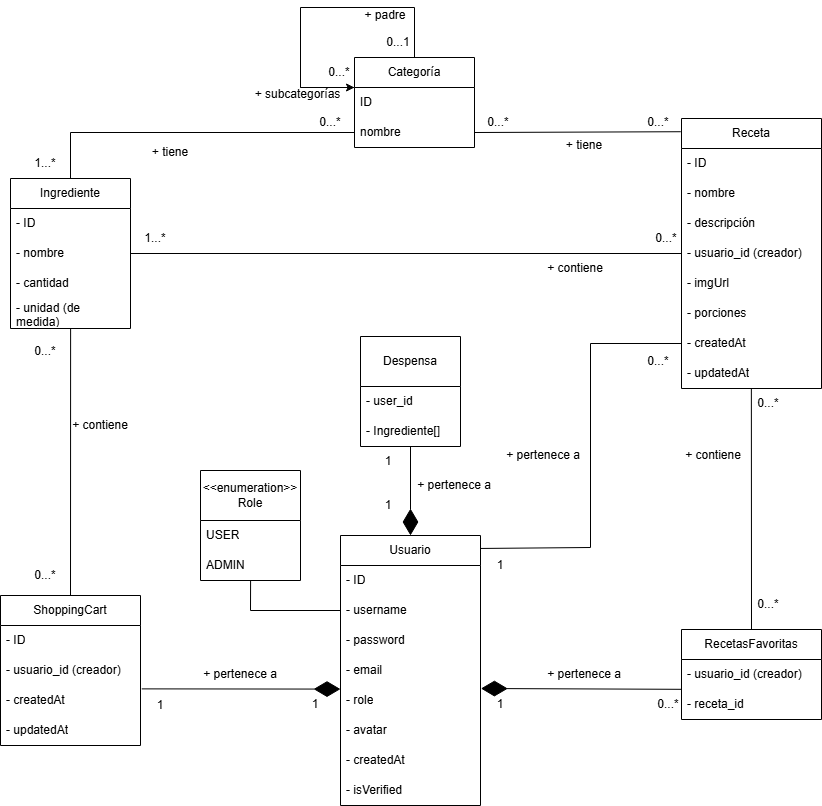 + padre
0...1
0...*
+ subcategorías
Categoría
ID
nombre
0...*
0...*
0...*
+ tiene
+ tiene
1...*
Receta
- ID
- nombre
- descripción
- usuario_id (creador)
- imgUrl
- porciones
- createdAt
- updatedAt
Ingrediente
- ID
- nombre
- cantidad
- unidad (de
medida)
1...*
0...*
+ contiene
0...*
+ contiene
0...*
Despensa
- user_id
- Ingrediente[]
1
+ pertenece a
1
0...*
+ pertenece a
1
0...*
+ contiene
0...*
<<enumeration>>
Role
USER
ADMIN
Usuario
- ID
- username
- password
- email
- role
- avatar
- createdAt
- isVerified
ShoppingCart
- ID
- usuario_id (creador)
- createdAt
- updatedAt
+ pertenece a
1
1
+ pertenece a
1
0...*
RecetasFavoritas
- usuario_id (creador)
- receta_id